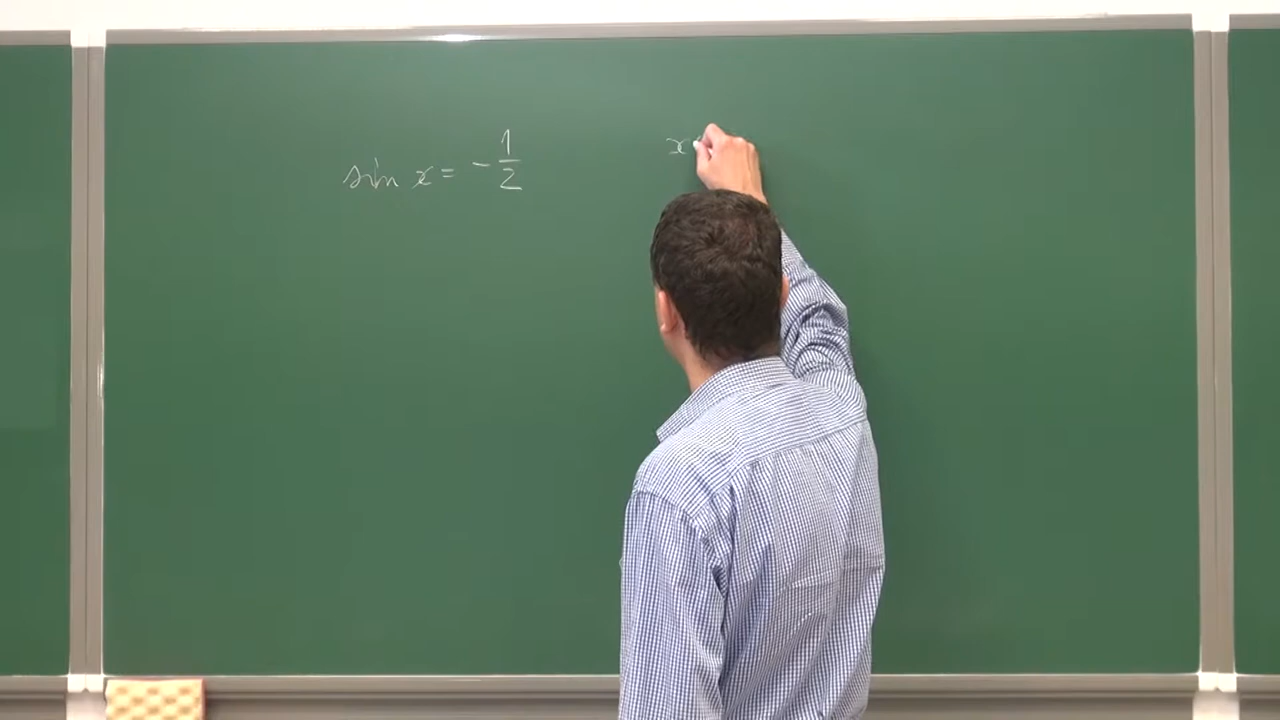 sin x = -1/2
x